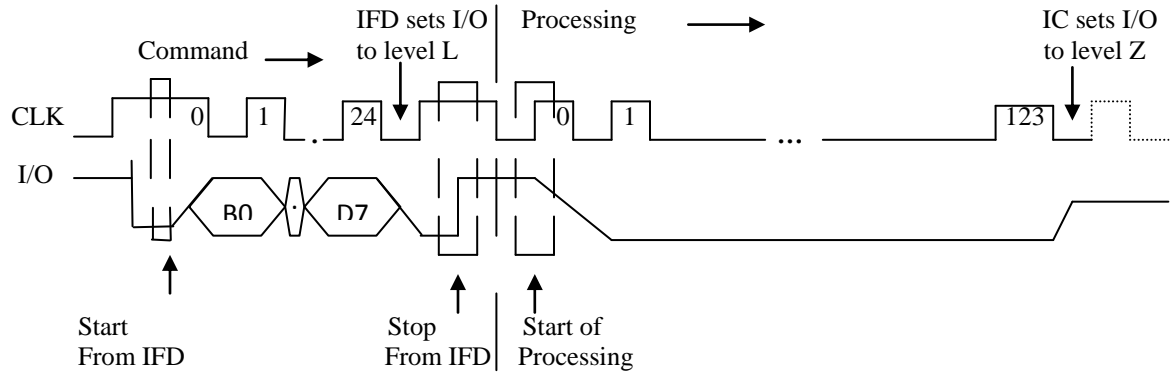 IFD sets I/O
to level L
Processing
IC sets I/O
to level Z
Command
CLK
0
1
.
24
0
1
...
123
I/O
B0
.
D7
Start
From IFD
Stop
From IFD
Start of
Processing